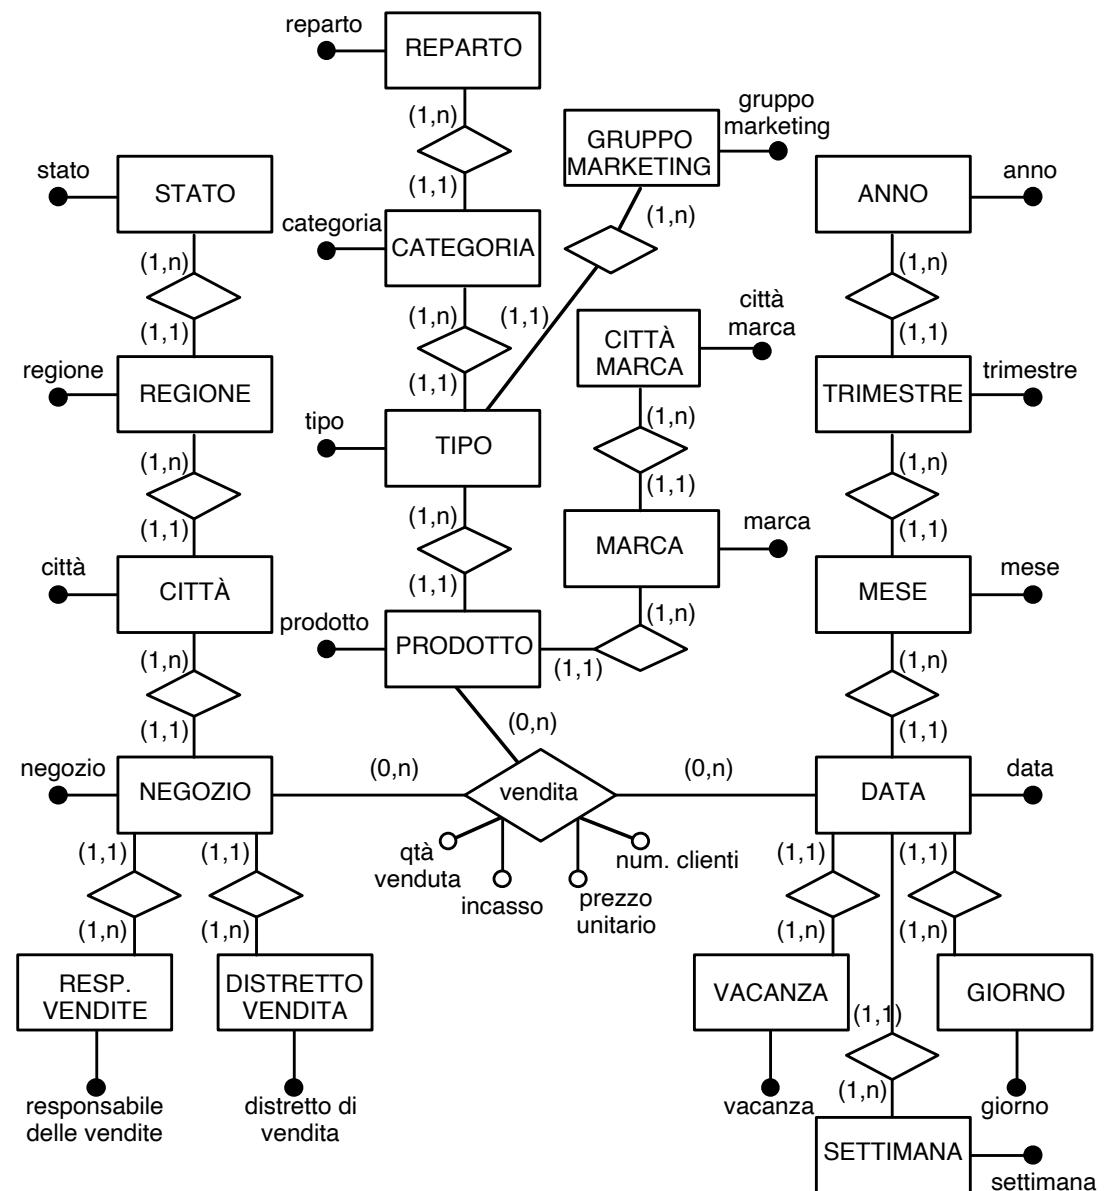 reparto
REPARTO
(1,n)
(1,1)
gruppo
marketing
GRUPPO
MARKETING
(1,n)
(1,1)
stato
STATO
(1,n)
(1,1)
categoria
CATEGORIA
(1,n)
(1,1)
anno
ANNO
(1,n)
(1,1)
città
marca
CITTÀ
MARCA
(1,n)
(1,1)
regione
REGIONE
(1,n)
(1,1)
trimestre
TRIMESTRE
(1,n)
(1,1)
tipo
TIPO
(1,n)
(1,1)
marca
MARCA
(1,n)
(1,1)
città
CITTÀ
(1,n)
(1,1)
mese
MESE
(1,n)
(1,1)
prodotto
PRODOTTO
(0,n)
negozio
NEGOZIO
(0,n)
vendita
(0,n)
data
DATA
qtà
venduta
incasso
prezzo
unitario
num. clienti
(1,1)
(1,n)
(1,1)
(1,n)
(1,1)
(1,n)
(1,1)
(1,n)
RESP.
VENDITE
DISTRETTO
VENDITA
VACANZA
GIORNO
(1,1)
(1,n)
responsabile
delle vendite
distretto di
vendita
vacanza
giorno
SETTIMANA
settimana